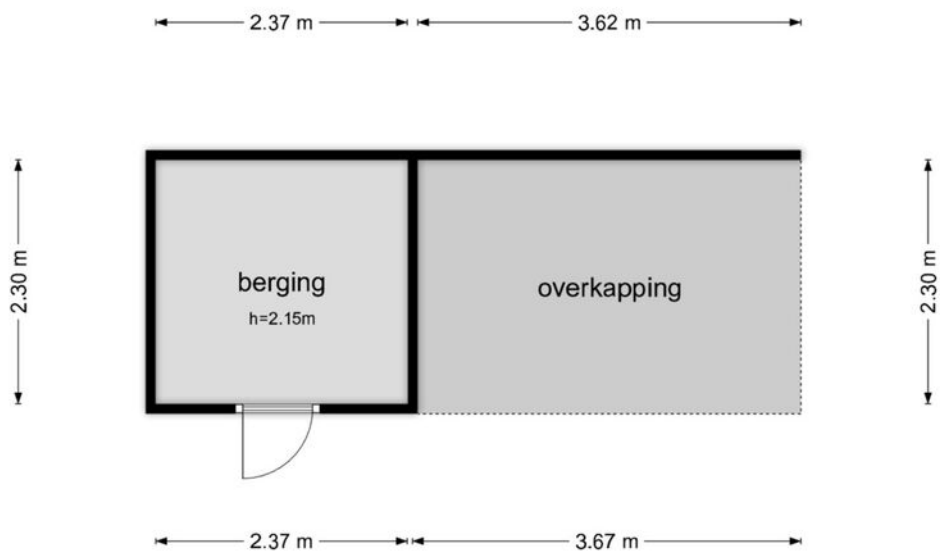 2.37 m
3.62 m
2.30 m
berging
h=2.15m
overkapping
2.30 m
2.37 m
3.67 m